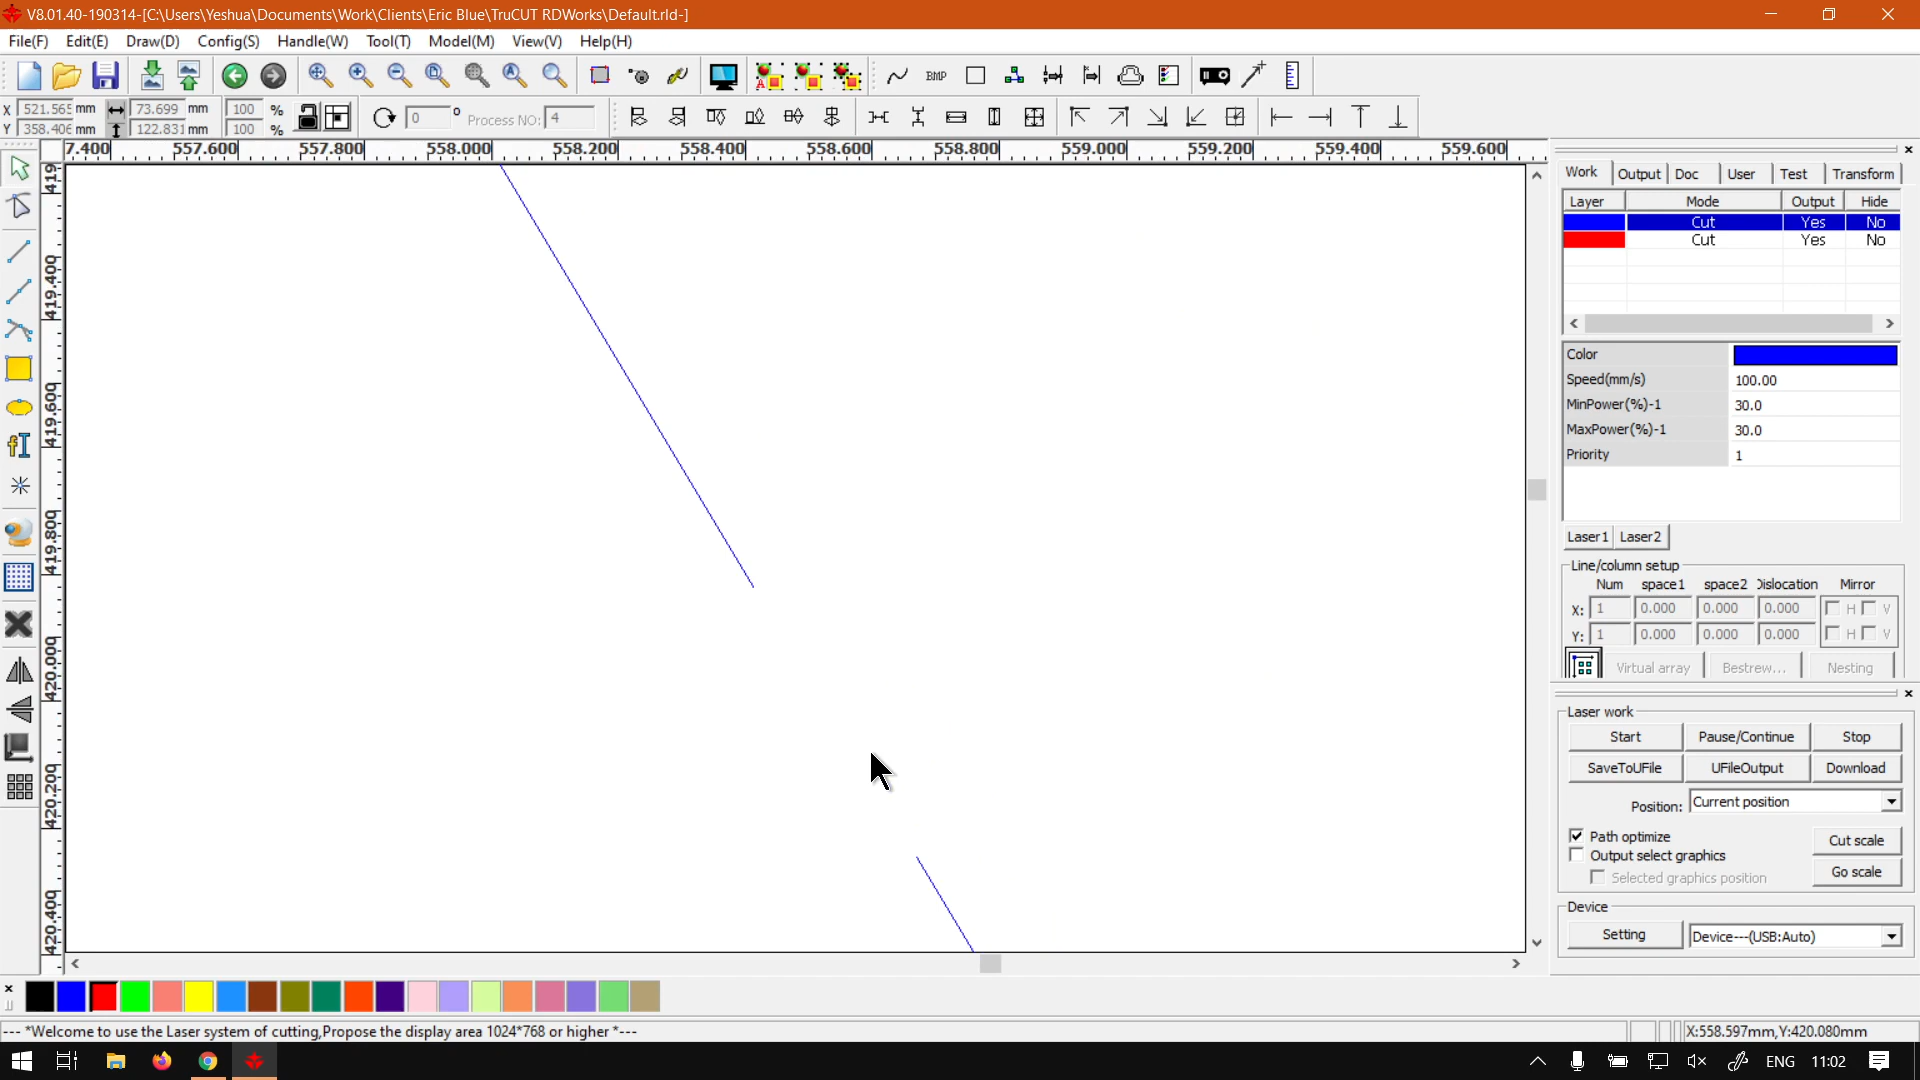 V8.01.40-190314-[C:\Users\Yeshua\Documents\Work\Clients\Eric Blue\TruCUT RDWorks\Default.rld-]
File(F) Edit(E) Draw(D) Config(S) Handle(W) Tool(T) Model(M) View(V) Help(H)
BMP
X 521.565 mm 73.699 mm 100 %
Y 358.406 mm 122.831 mm 100 %
0 ° Process NO: 4
7.400 557.600 557.800 558.000 558.200 558.400 558.600 558.800 559.000 559.200 559.400 559.600
419.400
419.600
419.800
420.000
420.200
420.400
Work Output Doc User Test Transform
Layer Mode Output Hide
Cut Yes No
Cut Yes No
Color
Speed(mm/s) 100.00
MinPower(%)-1 30.0
MaxPower(%)-1 30.0
Priority 1
Laser1 Laser2
Line/column setup
Num space1 space2 Dislocation Mirror
X: 1 0.000 0.000 0.000 H V
Y: 1 0.000 0.000 0.000 H V
Virtual array Bestrew... Nesting
Laser work
Start Pause/Continue Stop
SaveToUFile UFileOutput Download
Position: Current position
Path optimize
Output select graphics
Selected graphics position
Cut scale
Go scale
Device
Setting Device---(USB:Auto)
--- *Welcome to use the Laser system of cutting,Propose the display area 1024*768 or higher *---
X:558.597mm,Y:420.080mm
ENG 11:02